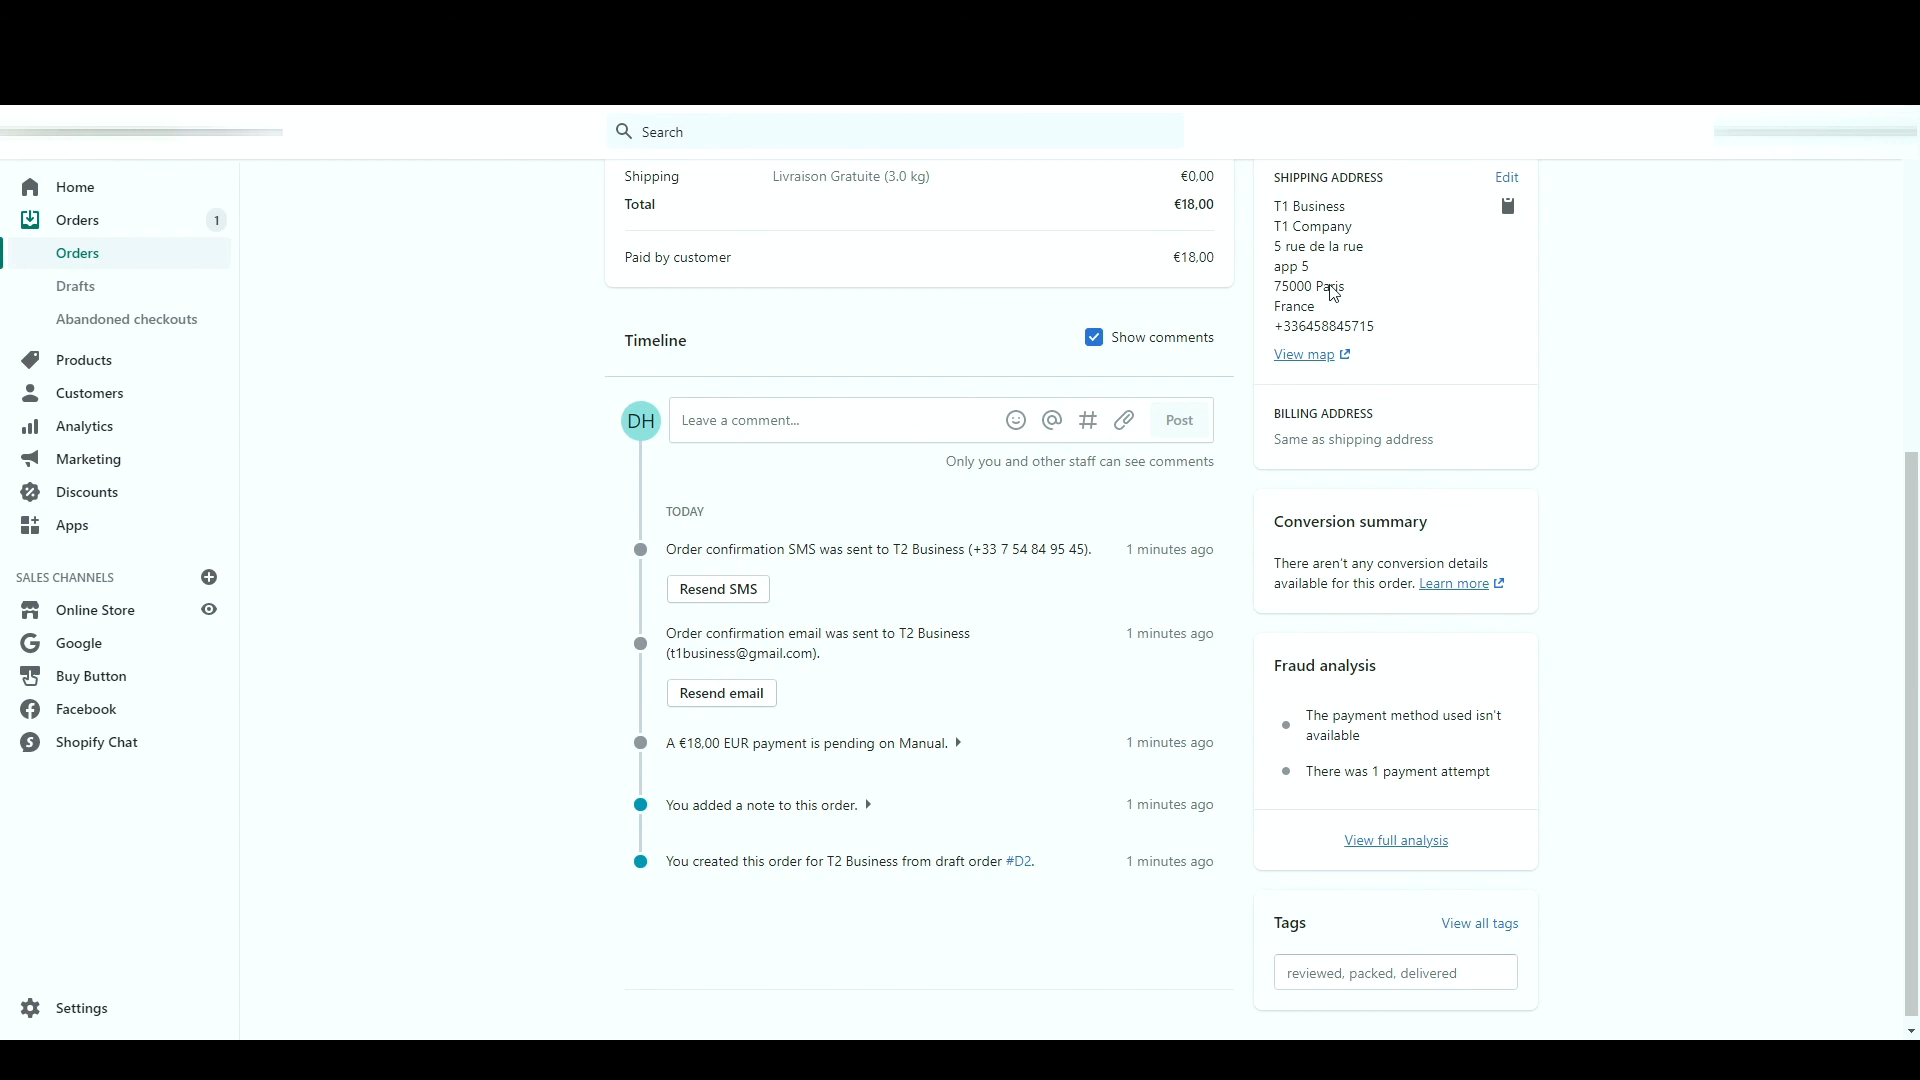 Search
Home
Orders 1
Orders
Drafts
Abandoned checkouts
Products
Customers
Analytics
Marketing
Discounts
Apps
SALES CHANNELS
Online Store
Google
Buy Button
Facebook
Shopify Chat
Settings
Shipping Livraison Gratuite (3.0 kg) €0,00
Total €18,00
Paid by customer €18,00
Timeline Show comments
DH Leave a comment... Post
Only you and other staff can see comments
TODAY
Order confirmation SMS was sent to T2 Business (+33 7 54 84 95 45). 1 minutes ago
Resend SMS
Order confirmation email was sent to T2 Business 1 minutes ago
(t1business@gmail.com).
Resend email
A €18,00 EUR payment is pending on Manual. 1 minutes ago
You added a note to this order. 1 minutes ago
You created this order for T2 Business from draft order #D2. 1 minutes ago
SHIPPING ADDRESS Edit
T1 Business
T1 Company
5 rue de la rue
app 5
75000 Paris
France
+336458845715
View map
BILLING ADDRESS
Same as shipping address
Conversion summary
There aren't any conversion details
available for this order. Learn more
Fraud analysis
The payment method used isn't
available
There was 1 payment attempt
View full analysis
Tags View all tags
reviewed, packed, delivered